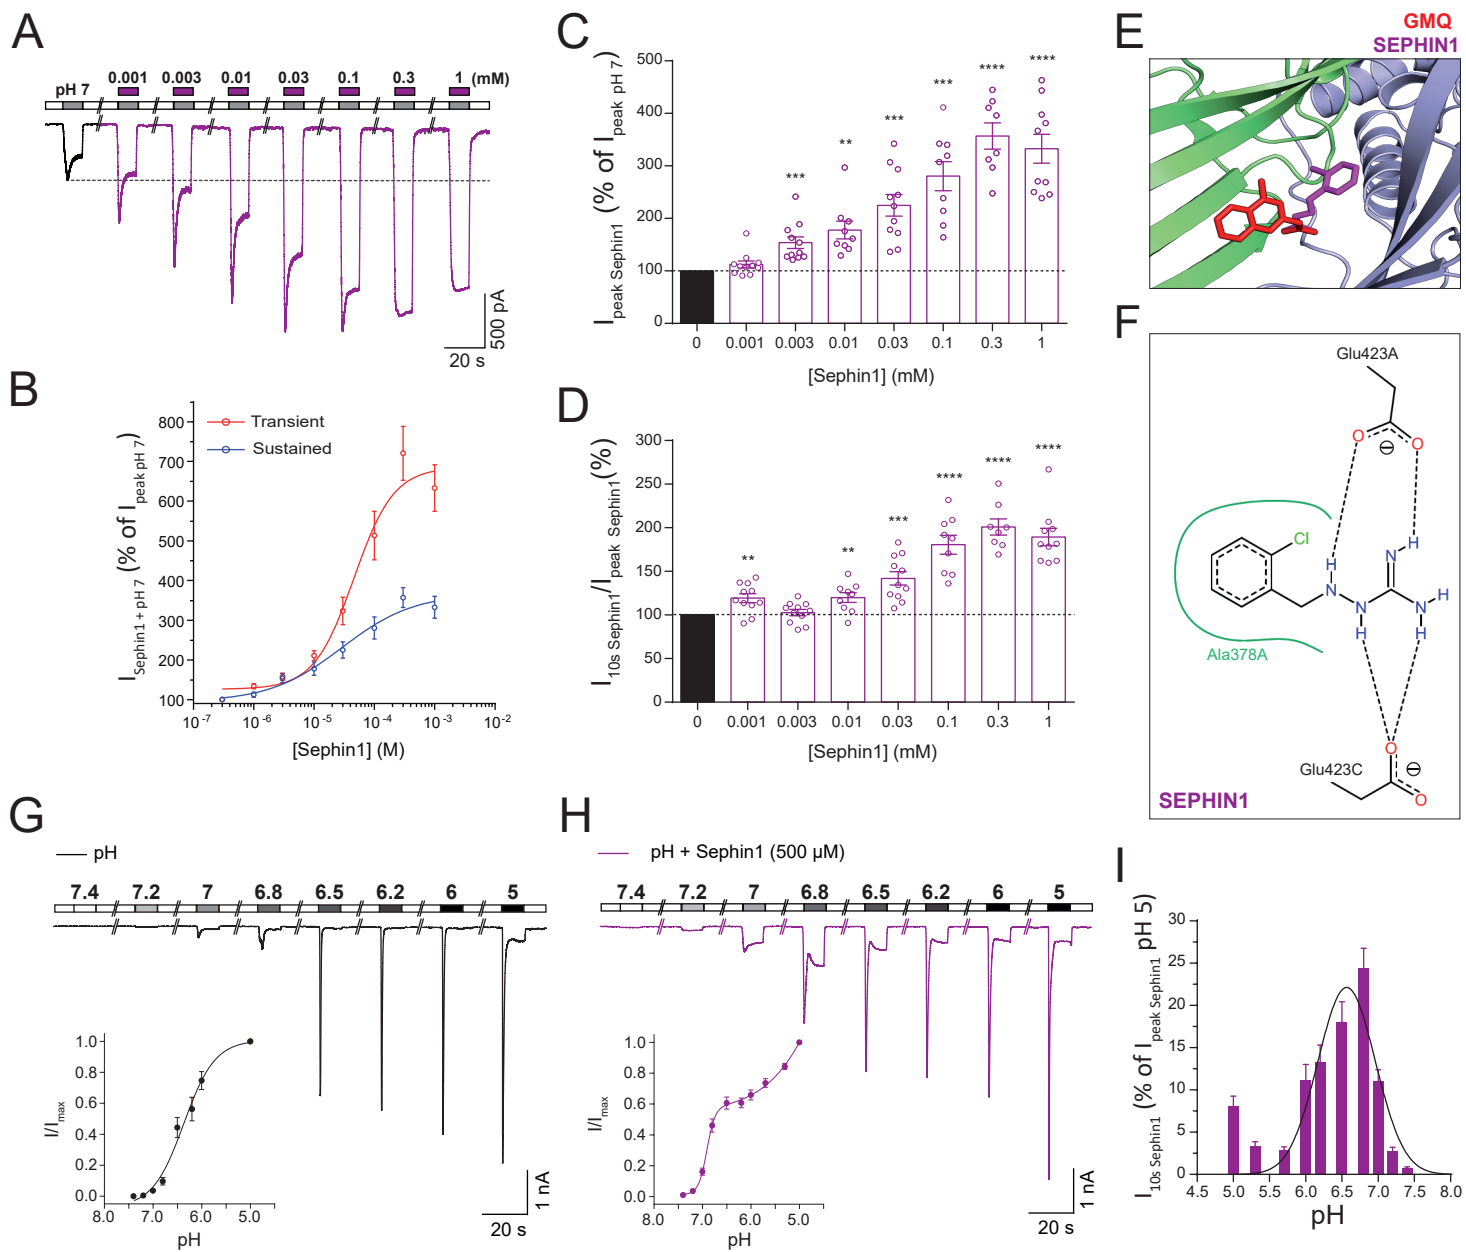 A
pH 7
0.001 0.003 0.01 0.03 0.1 0.3 1 (mM)
500 pA
20 s
B
I Sephin1 + pH 7 (% of I peak pH 7)
Transient
Sustained
800
700
600
500
400
300
200
100
10-7 10-6 10-5 10-4 10-3 10-2
[Sephin1] (M)
C
I peak Sephin1 (% of I peak pH 7)
500
400
300
200
100
0
*** ** *** *** **** ****
0 0.001 0.003 0.01 0.03 0.1 0.3 1
[Sephin1] (mM)
D
I 10s Sephin1/I peak Sephin1 (%)
300
250
200
150
100
50
0
** ** *** **** **** ****
0 0.001 0.003 0.01 0.03 0.1 0.3 1
[Sephin1] (mM)
E
GMQ
SEPHIN1
F
Glu423A
O O
⊖
Cl
H H
N N
N N H
H H
Ala378A
O
Glu423C ⊖
O
SEPHIN1
G
pH
7.4 7.2 7 6.8 6.5 6.2 6 5
I/Imax
1.0
0.8
0.6
0.4
0.2
0.0
8.0 7.0 6.0 5.0
pH
1 nA
20 s
H
pH + Sephin1 (500 µM)
7.4 7.2 7 6.8 6.5 6.2 6 5
I/Imax
1.0
0.8
0.6
0.4
0.2
0.0
8.0 7.0 6.0 5.0
pH
1 nA
20 s
I
I 10s Sephin1 (% of I peak Sephin1 pH 5)
30
25
20
15
10
5
0
4.5 5.0 5.5 6.0 6.5 7.0 7.5 8.0
pH